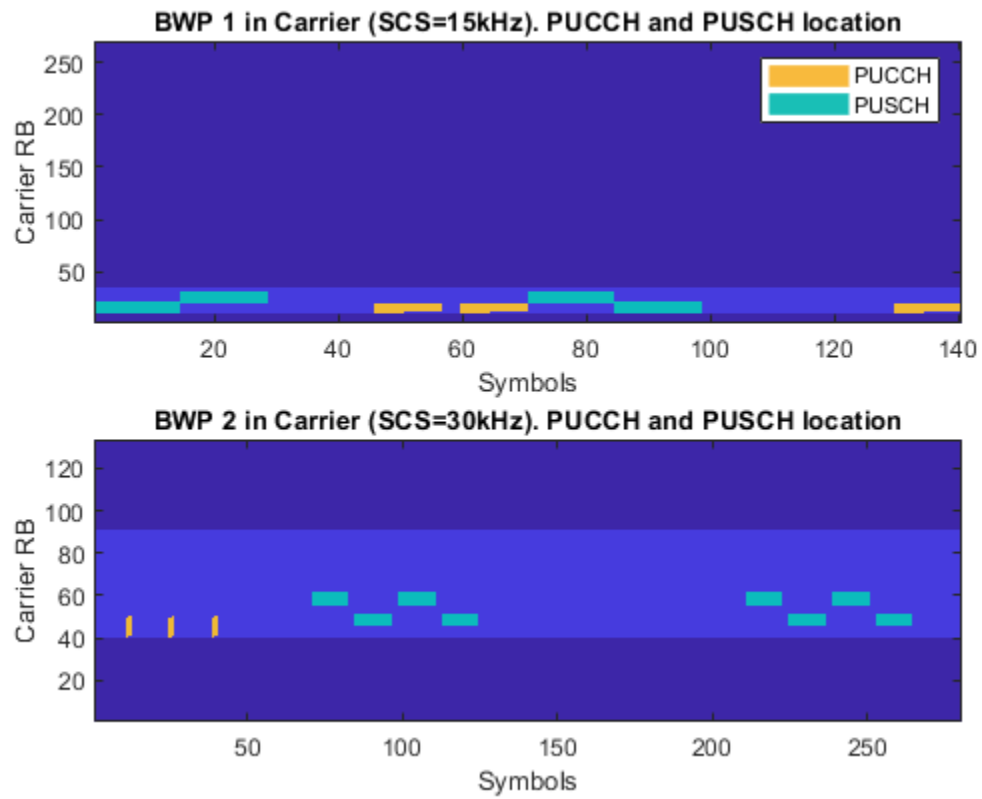 BWP 1 in Carrier (SCS=15kHz). PUCCH and PUSCH location
250
200
150
100
50
Carrier RB
PUCCH
PUSCH
20 40 60 80 100 120 140
Symbols
BWP 2 in Carrier (SCS=30kHz). PUCCH and PUSCH location
120
100
80
60
40
20
Carrier RB
50 100 150 200 250
Symbols